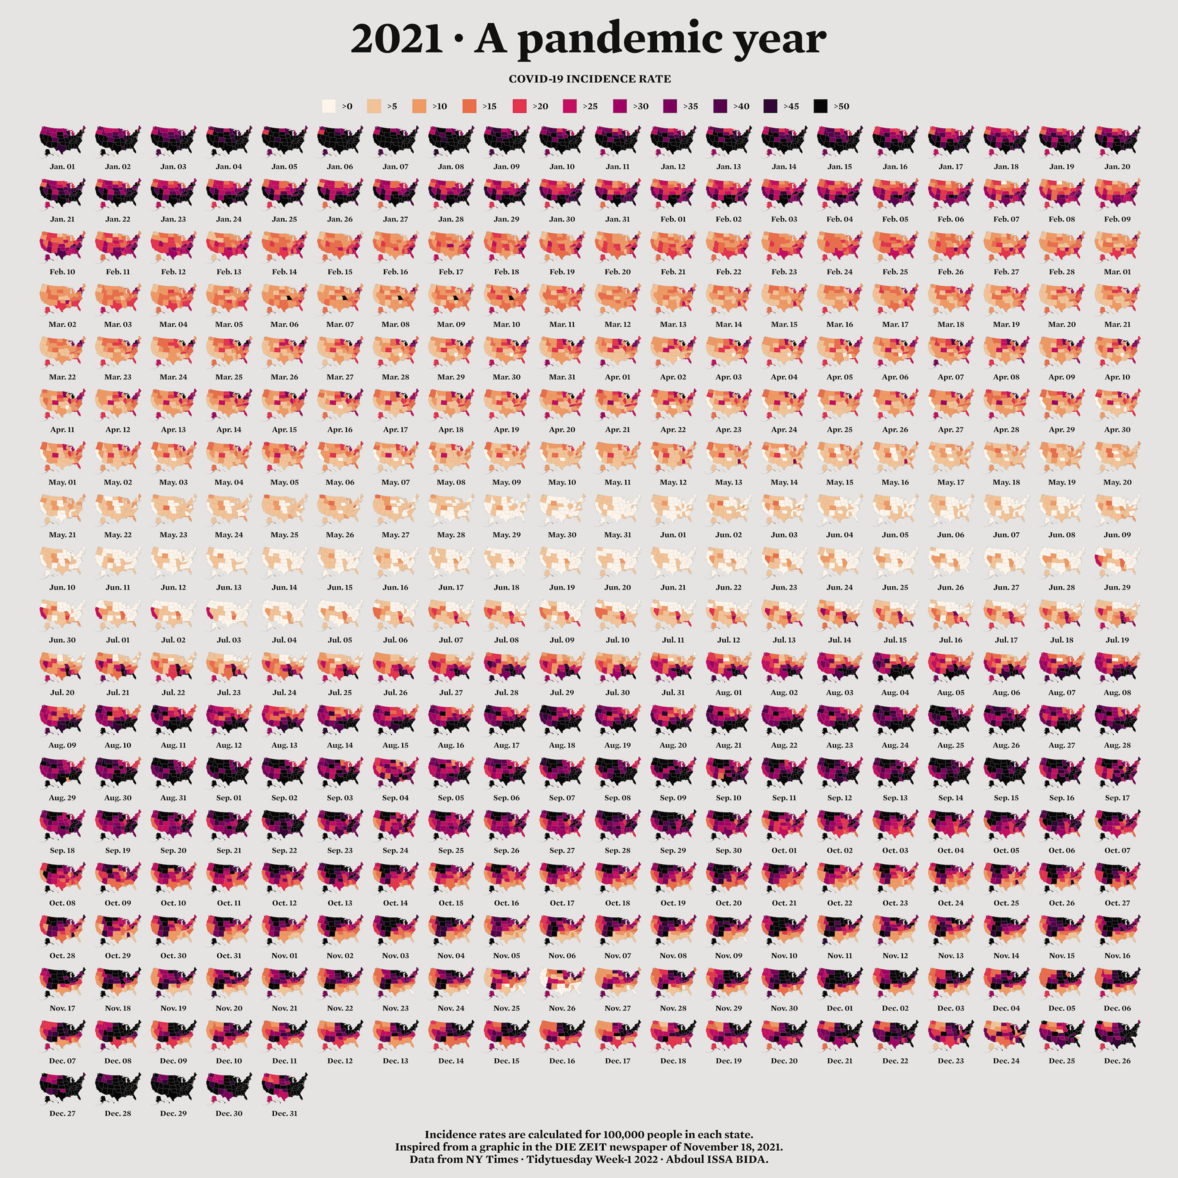 2021 · A pandemic year
COVID-19 INCIDENCE RATE
>0 >5 >10 >15 >20 >25 >30 >35 >40 >45 >50
Jan. 01 Jan. 02 Jan. 03 Jan. 04 Jan. 05 Jan. 06 Jan. 07 Jan. 08 Jan. 09 Jan. 10 Jan. 11 Jan. 12 Jan. 13 Jan. 14 Jan. 15 Jan. 16 Jan. 17 Jan. 18 Jan. 19 Jan. 20
Jan. 21 Jan. 22 Jan. 23 Jan. 24 Jan. 25 Jan. 26 Jan. 27 Jan. 28 Jan. 29 Jan. 30 Jan. 31 Feb. 01 Feb. 02 Feb. 03 Feb. 04 Feb. 05 Feb. 06 Feb. 07 Feb. 08 Feb. 09
Feb. 10 Feb. 11 Feb. 12 Feb. 13 Feb. 14 Feb. 15 Feb. 16 Feb. 17 Feb. 18 Feb. 19 Feb. 20 Feb. 21 Feb. 22 Feb. 23 Feb. 24 Feb. 25 Feb. 26 Feb. 27 Feb. 28 Mar. 01
Mar. 02 Mar. 03 Mar. 04 Mar. 05 Mar. 06 Mar. 07 Mar. 08 Mar. 09 Mar. 10 Mar. 11 Mar. 12 Mar. 13 Mar. 14 Mar. 15 Mar. 16 Mar. 17 Mar. 18 Mar. 19 Mar. 20 Mar. 21
Mar. 22 Mar. 23 Mar. 24 Mar. 25 Mar. 26 Mar. 27 Mar. 28 Mar. 29 Mar. 30 Mar. 31 Apr. 01 Apr. 02 Apr. 03 Apr. 04 Apr. 05 Apr. 06 Apr. 07 Apr. 08 Apr. 09 Apr. 10
Apr. 11 Apr. 12 Apr. 13 Apr. 14 Apr. 15 Apr. 16 Apr. 17 Apr. 18 Apr. 19 Apr. 20 Apr. 21 Apr. 22 Apr. 23 Apr. 24 Apr. 25 Apr. 26 Apr. 27 Apr. 28 Apr. 29 Apr. 30
May. 01 May. 02 May. 03 May. 04 May. 05 May. 06 May. 07 May. 08 May. 09 May. 10 May. 11 May. 12 May. 13 May. 14 May. 15 May. 16 May. 17 May. 18 May. 19 May. 20
May. 21 May. 22 May. 23 May. 24 May. 25 May. 26 May. 27 May. 28 May. 29 May. 30 May. 31 Jun. 01 Jun. 02 Jun. 03 Jun. 04 Jun. 05 Jun. 06 Jun. 07 Jun. 08 Jun. 09
Jun. 10 Jun. 11 Jun. 12 Jun. 13 Jun. 14 Jun. 15 Jun. 16 Jun. 17 Jun. 18 Jun. 19 Jun. 20 Jun. 21 Jun. 22 Jun. 23 Jun. 24 Jun. 25 Jun. 26 Jun. 27 Jun. 28 Jun. 29
Jun. 30 Jul. 01 Jul. 02 Jul. 03 Jul. 04 Jul. 05 Jul. 06 Jul. 07 Jul. 08 Jul. 09 Jul. 10 Jul. 11 Jul. 12 Jul. 13 Jul. 14 Jul. 15 Jul. 16 Jul. 17 Jul. 18 Jul. 19
Jul. 20 Jul. 21 Jul. 22 Jul. 23 Jul. 24 Jul. 25 Jul. 26 Jul. 27 Jul. 28 Jul. 29 Jul. 30 Jul. 31 Aug. 01 Aug. 02 Aug. 03 Aug. 04 Aug. 05 Aug. 06 Aug. 07 Aug. 08
Aug. 09 Aug. 10 Aug. 11 Aug. 12 Aug. 13 Aug. 14 Aug. 15 Aug. 16 Aug. 17 Aug. 18 Aug. 19 Aug. 20 Aug. 21 Aug. 22 Aug. 23 Aug. 24 Aug. 25 Aug. 26 Aug. 27 Aug. 28
Aug. 29 Aug. 30 Aug. 31 Sep. 01 Sep. 02 Sep. 03 Sep. 04 Sep. 05 Sep. 06 Sep. 07 Sep. 08 Sep. 09 Sep. 10 Sep. 11 Sep. 12 Sep. 13 Sep. 14 Sep. 15 Sep. 16 Sep. 17
Sep. 18 Sep. 19 Sep. 20 Sep. 21 Sep. 22 Sep. 23 Sep. 24 Sep. 25 Sep. 26 Sep. 27 Sep. 28 Sep. 29 Sep. 30 Oct. 01 Oct. 02 Oct. 03 Oct. 04 Oct. 05 Oct. 06 Oct. 07
Oct. 08 Oct. 09 Oct. 10 Oct. 11 Oct. 12 Oct. 13 Oct. 14 Oct. 15 Oct. 16 Oct. 17 Oct. 18 Oct. 19 Oct. 20 Oct. 21 Oct. 22 Oct. 23 Oct. 24 Oct. 25 Oct. 26 Oct. 27
Oct. 28 Oct. 29 Oct. 30 Oct. 31 Nov. 01 Nov. 02 Nov. 03 Nov. 04 Nov. 05 Nov. 06 Nov. 07 Nov. 08 Nov. 09 Nov. 10 Nov. 11 Nov. 12 Nov. 13 Nov. 14 Nov. 15 Nov. 16
Nov. 17 Nov. 18 Nov. 19 Nov. 20 Nov. 21 Nov. 22 Nov. 23 Nov. 24 Nov. 25 Nov. 26 Nov. 27 Nov. 28 Nov. 29 Nov. 30 Dec. 01 Dec. 02 Dec. 03 Dec. 04 Dec. 05 Dec. 06
Dec. 07 Dec. 08 Dec. 09 Dec. 10 Dec. 11 Dec. 12 Dec. 13 Dec. 14 Dec. 15 Dec. 16 Dec. 17 Dec. 18 Dec. 19 Dec. 20 Dec. 21 Dec. 22 Dec. 23 Dec. 24 Dec. 25 Dec. 26
Dec. 27 Dec. 28 Dec. 29 Dec. 30 Dec. 31
Incidence rates are calculated for 100,000 people in each state.
Inspired from a graphic in the DIE ZEIT newspaper of November 18, 2021.
Data from NY Times · Tidytuesday Week-1 2022 · Abdoul ISSA BIDA.